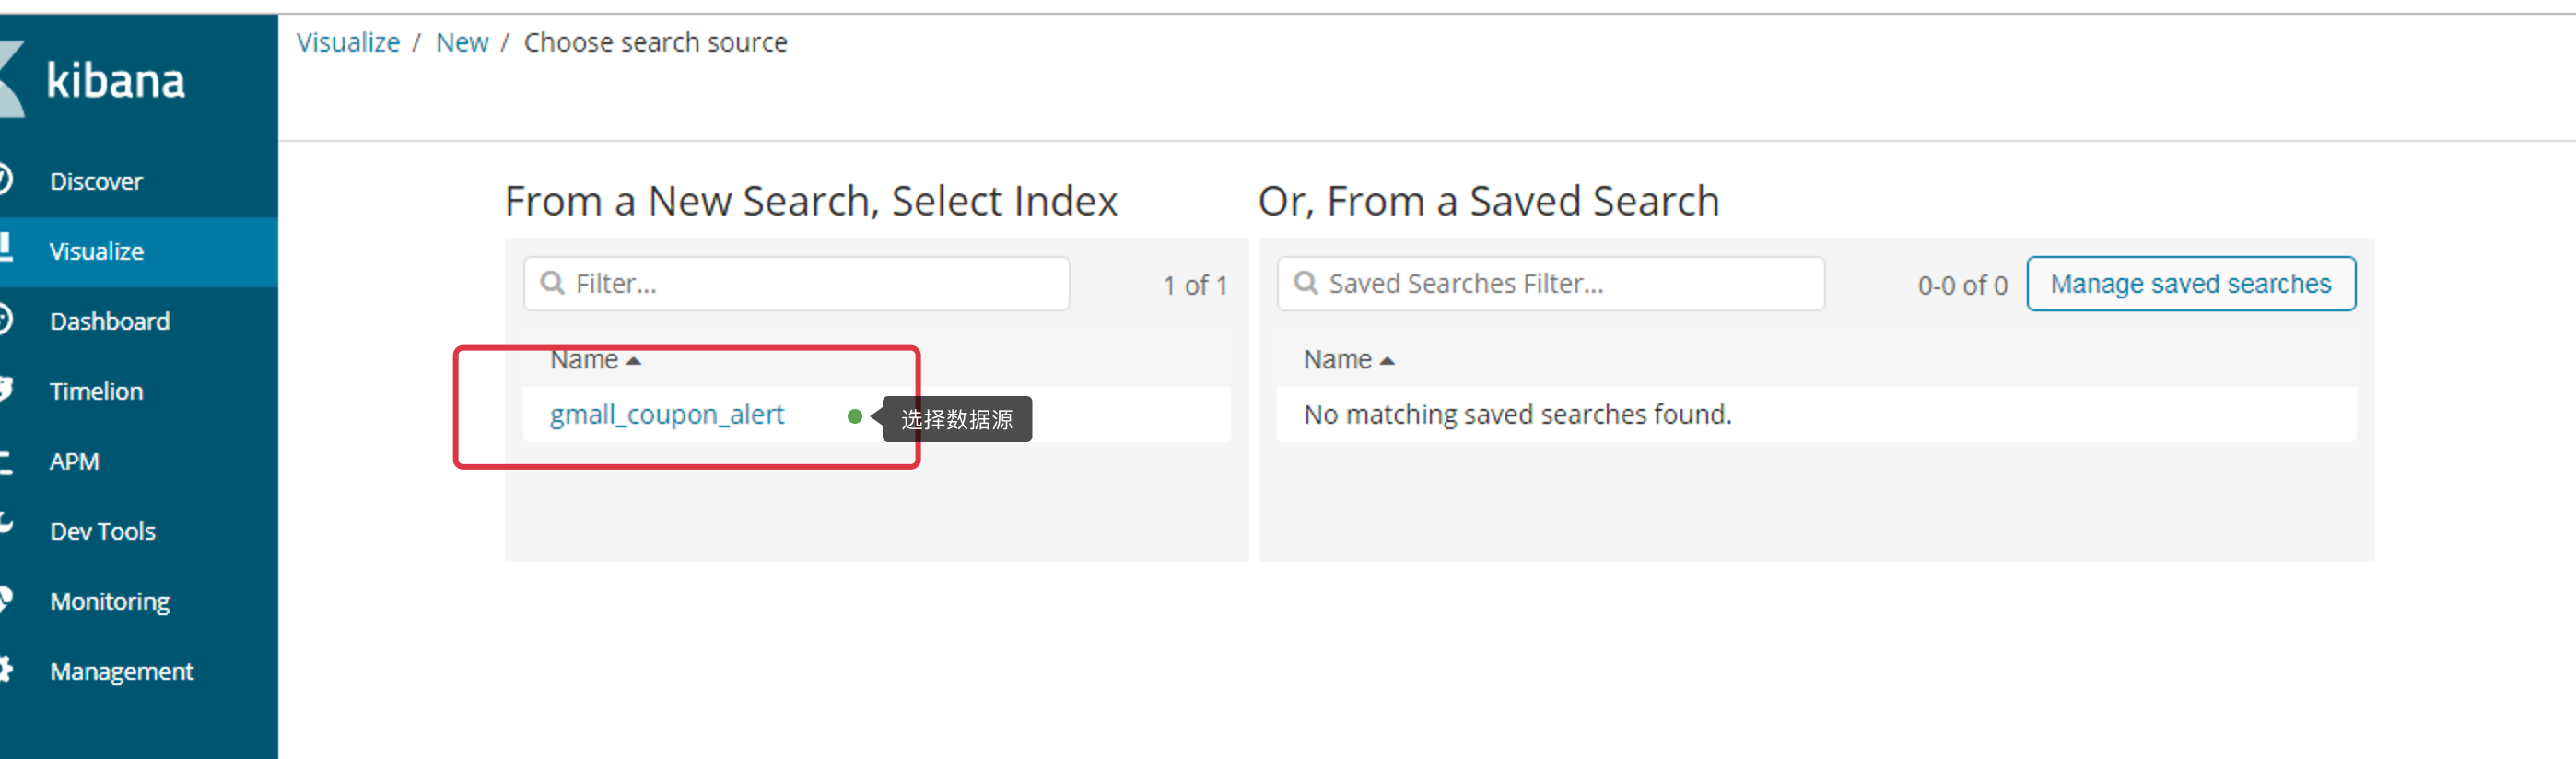 Visualize / New / Choose search source
kibana
Discover
Visualize
Dashboard
Timelion
APM
Dev Tools
Monitoring
Management
From a New Search, Select Index
Filter...
1 of 1
Name
gmall_coupon_alert
选择数据源
Or, From a Saved Search
Saved Searches Filter...
0-0 of 0
Manage saved searches
Name
No matching saved searches found.